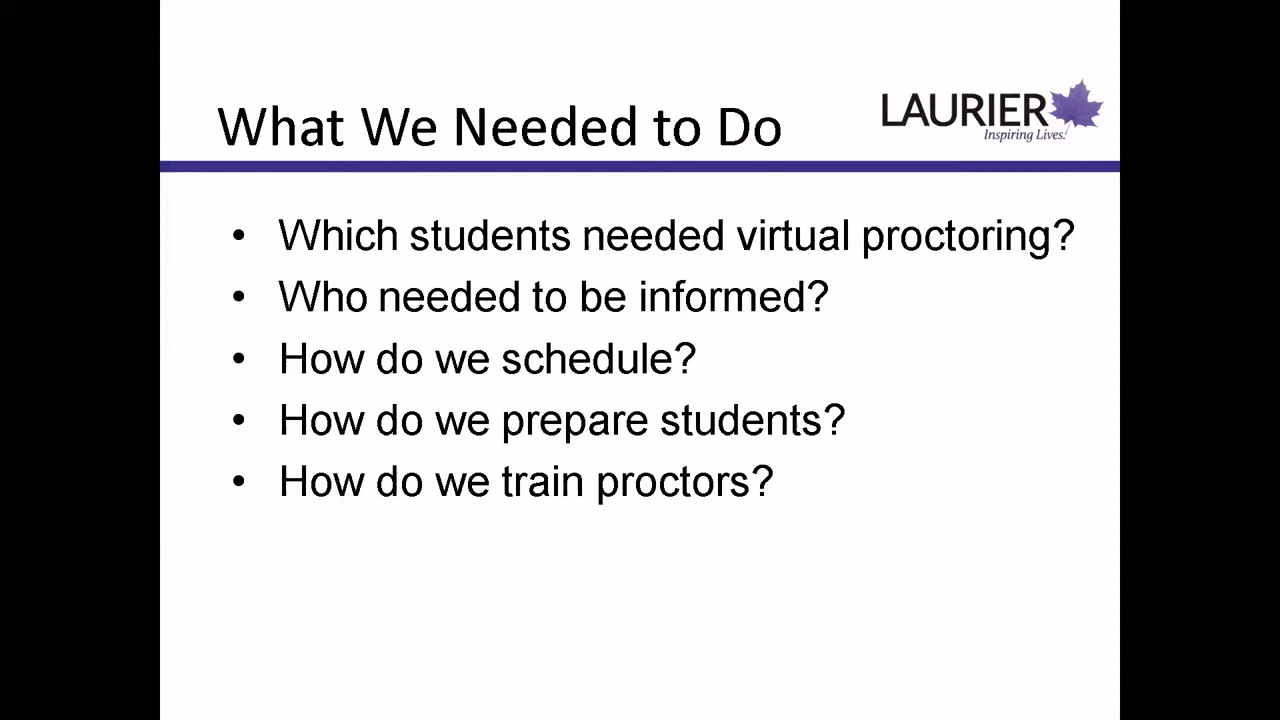 What We Needed to Do
LAURIER
Inspiring Lives.
• Which students needed virtual proctoring?
• Who needed to be informed?
• How do we schedule?
• How do we prepare students?
• How do we train proctors?